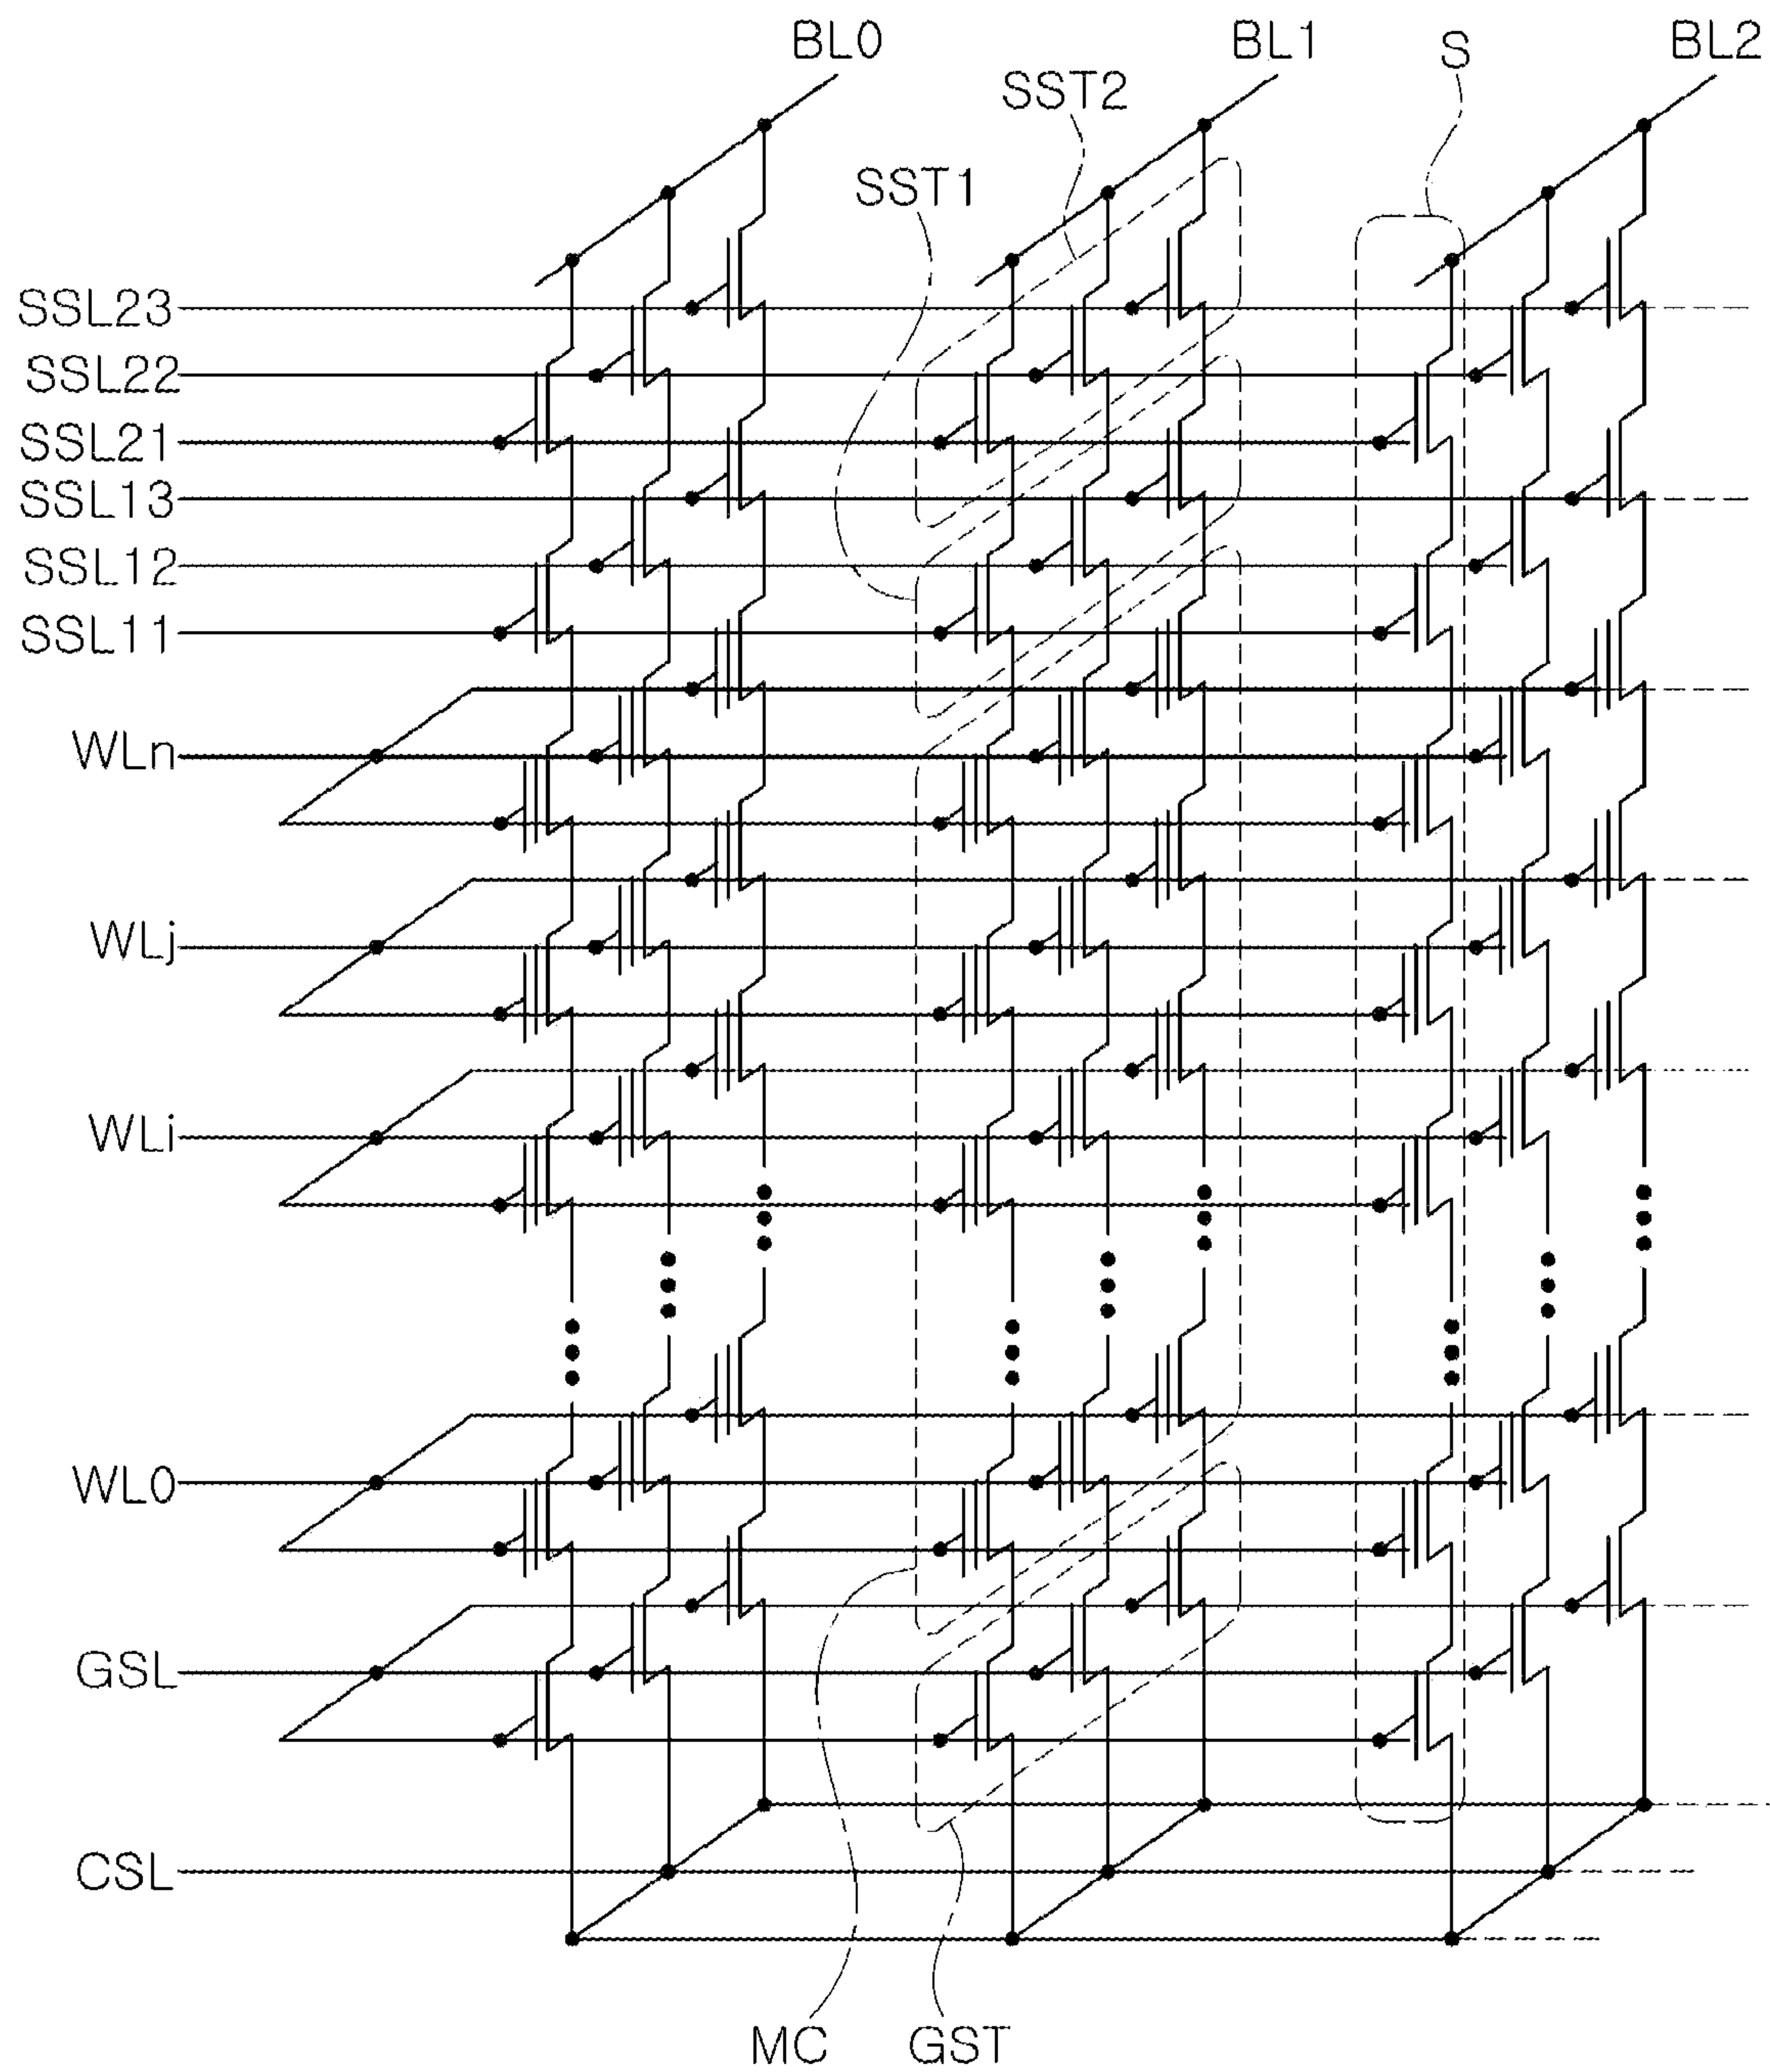 BL0
BL1
S
BL2
SST2
SST1
SSL23
SSL22
SSL21
SSL13
SSL12
SSL11
WLn
WLj
WLi
WL0
GSL
CSL
MC
GST